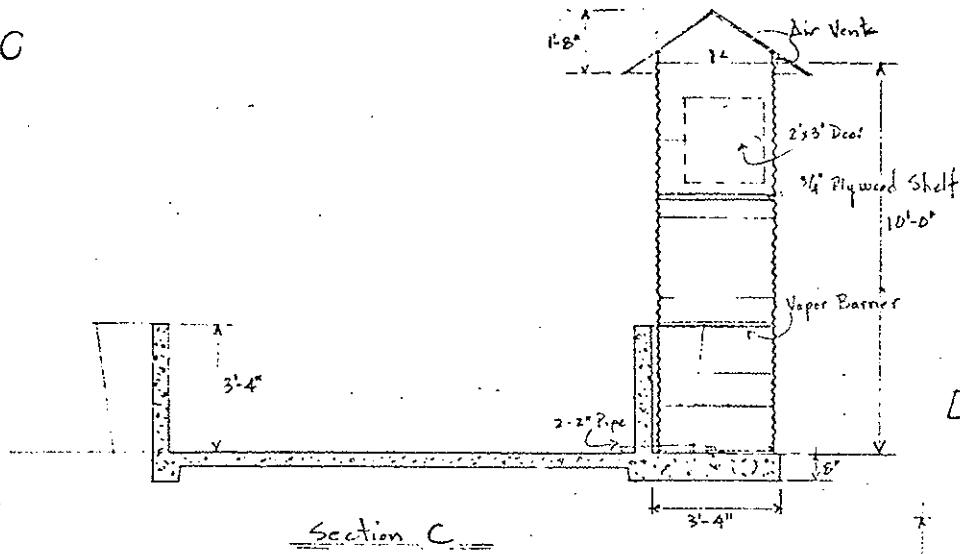 C
1'-8"
Air Vents
2'x3' Door
3/4" Plywood Shelf
10'-0"
Vapor Barrier
3'-4"
2-2" Pipe
8"
3'-4"
Section C